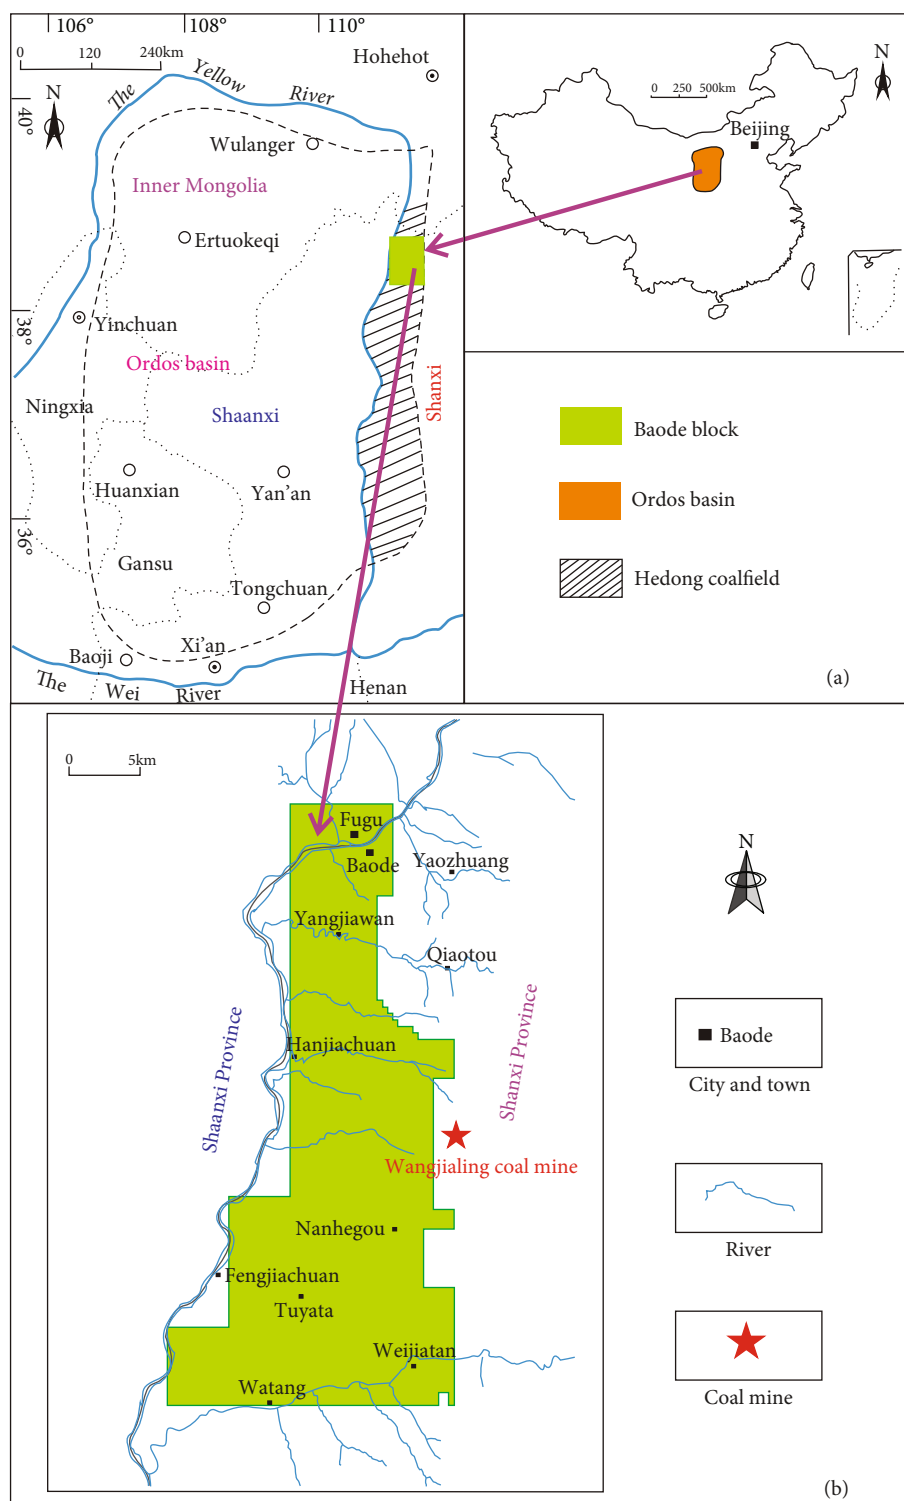 106°
108°
110°
0
120
240km
Hohehot
N
The
Yellow
River
40°
Wulanger
Inner Mongolia
Ertuokeqi
38°
Yinchuan
Ordos basin
Ningxia
Shaanxi
Shanxi
Huanxian
Yan'an
36°
Gansu
Tongchuan
Xi'an
Baoji
The
Wei
River
Henan
N
0
250
500km
Beijing
Baode block
Ordos basin
Hedong coalfield
(a)
0
5km
Fugu
Baode
Yaozhuang
Yangjiawan
Qiaotou
Shaanxi Province
Hanjiachuan
Shanxi Province
Wangjialing coal mine
Nanhegou
Fengjiachuan
Tuyata
Weijiatan
Watang
N
Baode
City and town
River
Coal mine
(b)